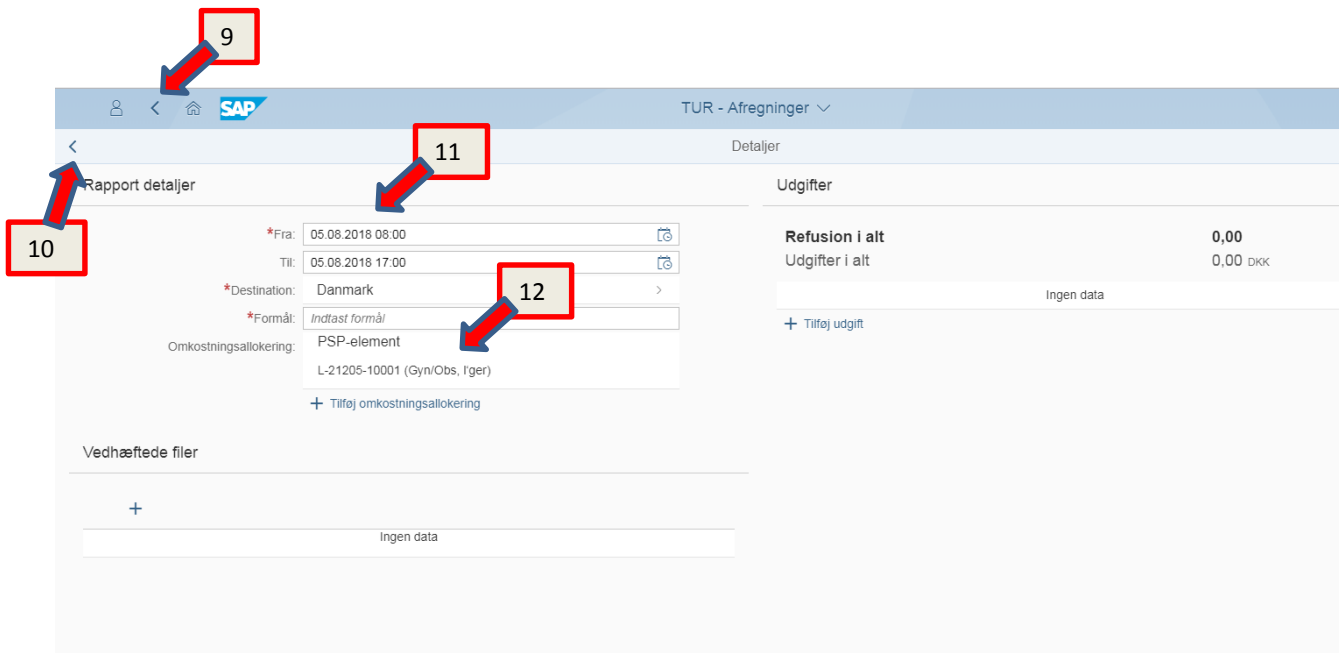 9
SAP
TUR - Afregninger
11
Detaljer
10
Rapport detaljer
*Fra: 05.08.2018 08:00
Til: 05.08.2018 17:00
*Destination: Danmark
12
*Formål: Indtast formål
Omkostningsallokering: PSP-element
L-21205-10001 (Gyn/Obs, l'ger)
+ Tilføj omkostningsallokering
Vedhæftede filer
+
Ingen data
Udgifter
Refusion i alt 0,00
Udgifter i alt 0,00 DKK
Ingen data
+ Tilføj udgift